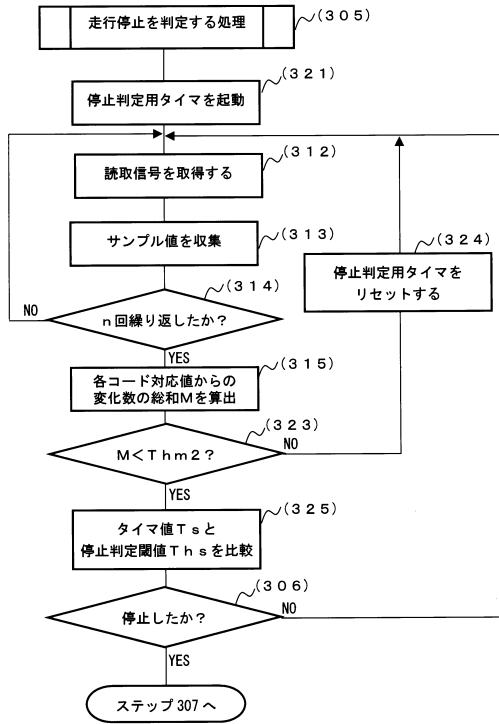 走行停止を判定する処理
(305)
停止判定用タイマを起動
(321)
読取信号を取得する
(312)
サンプル値を収集
(313)
停止判定用タイマを
リセットする
(324)
n回繰り返したか?
(314)
NO
YES
各コード対応値からの
変化数の総和Mを算出
(315)
M<Thm2?
(323)
NO
YES
タイマ値Tsと
停止判定閾値Thsを比較
(325)
停止したか?
(306)
NO
YES
ステップ307へ